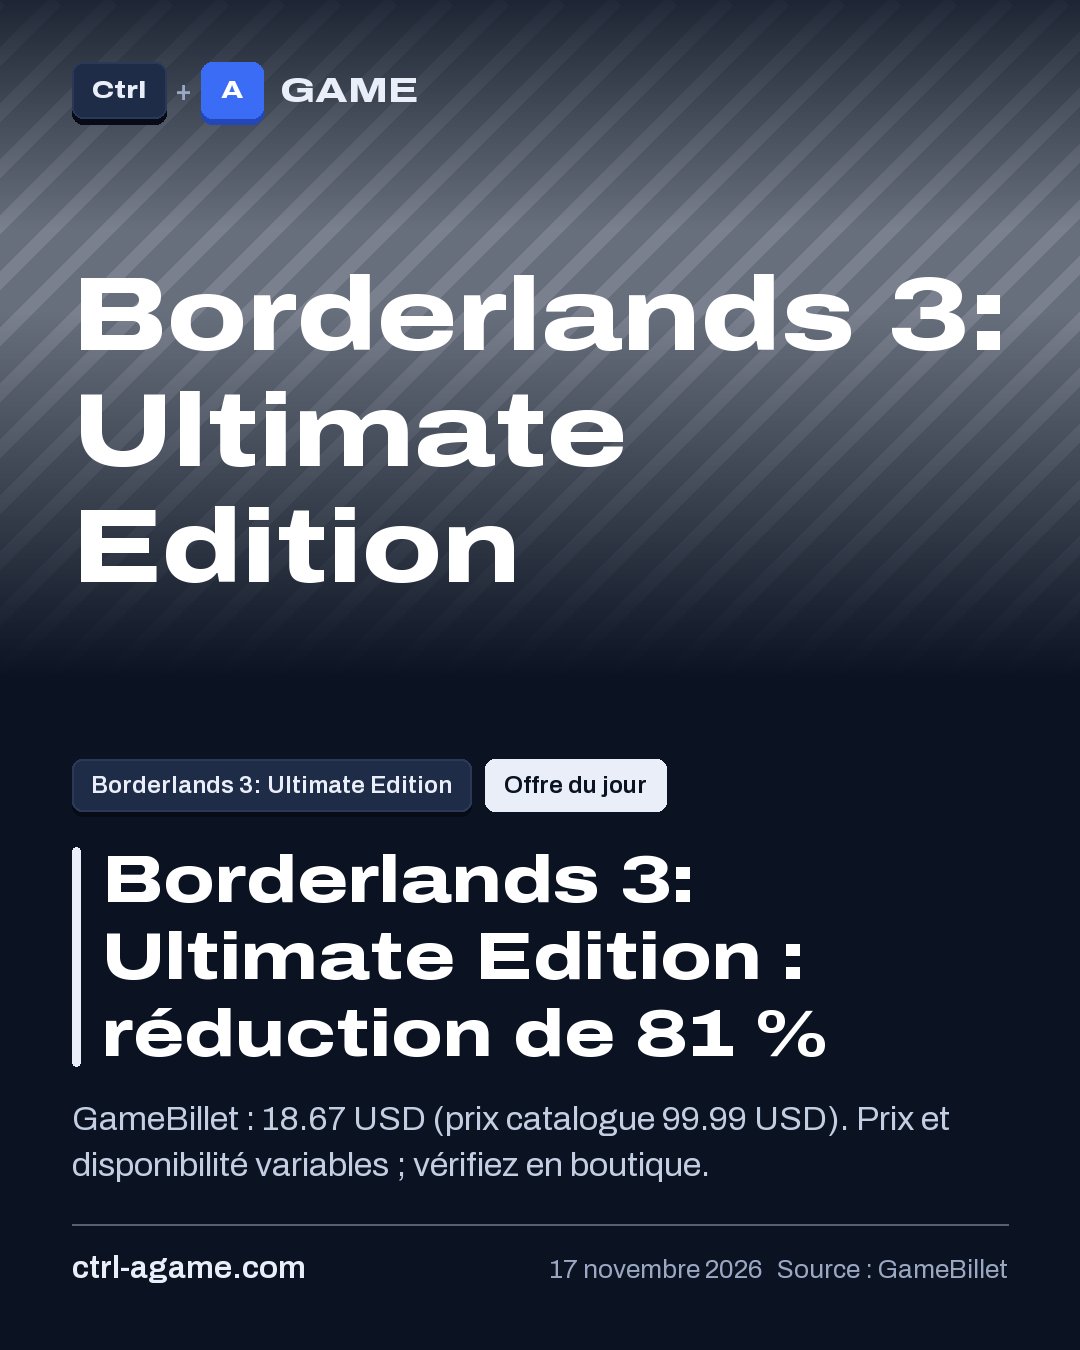 Ctrl + A GAME
Borderlands 3:
Ultimate
Edition
Borderlands 3: Ultimate Edition Offre du jour
Borderlands 3:
Ultimate Edition :
réduction de 81 %
GameBillet : 18.67 USD (prix catalogue 99.99 USD). Prix et
disponibilité variables ; vérifiez en boutique.
ctrl-agame.com 17 novembre 2026 Source : GameBillet